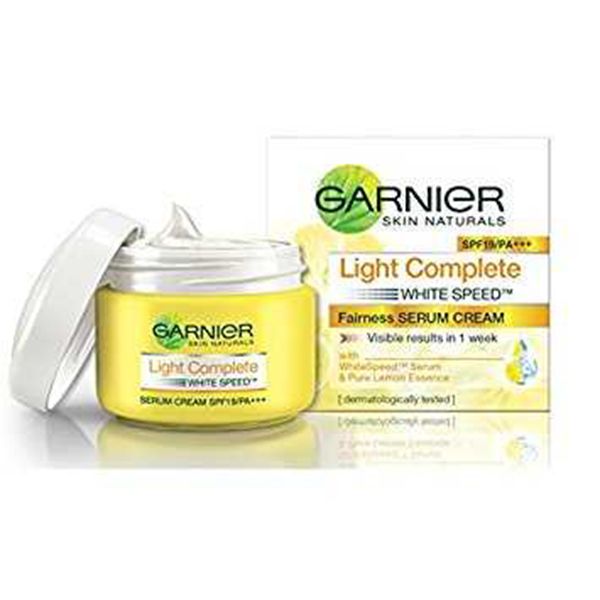 GARNIER
SKIN NATURALS
SPF19/PA+++
Light Complete
WHITE SPEED™
Fairness SERUM CREAM
Visible results in 1 week
with
WhiteSpeed™ Serum
& Pure Lemon Essence
[ dermatologically tested ]
GARNIER
SKIN NATURALS
Light Complete
WHITE SPEED™
SERUM CREAM SPF19/PA+++